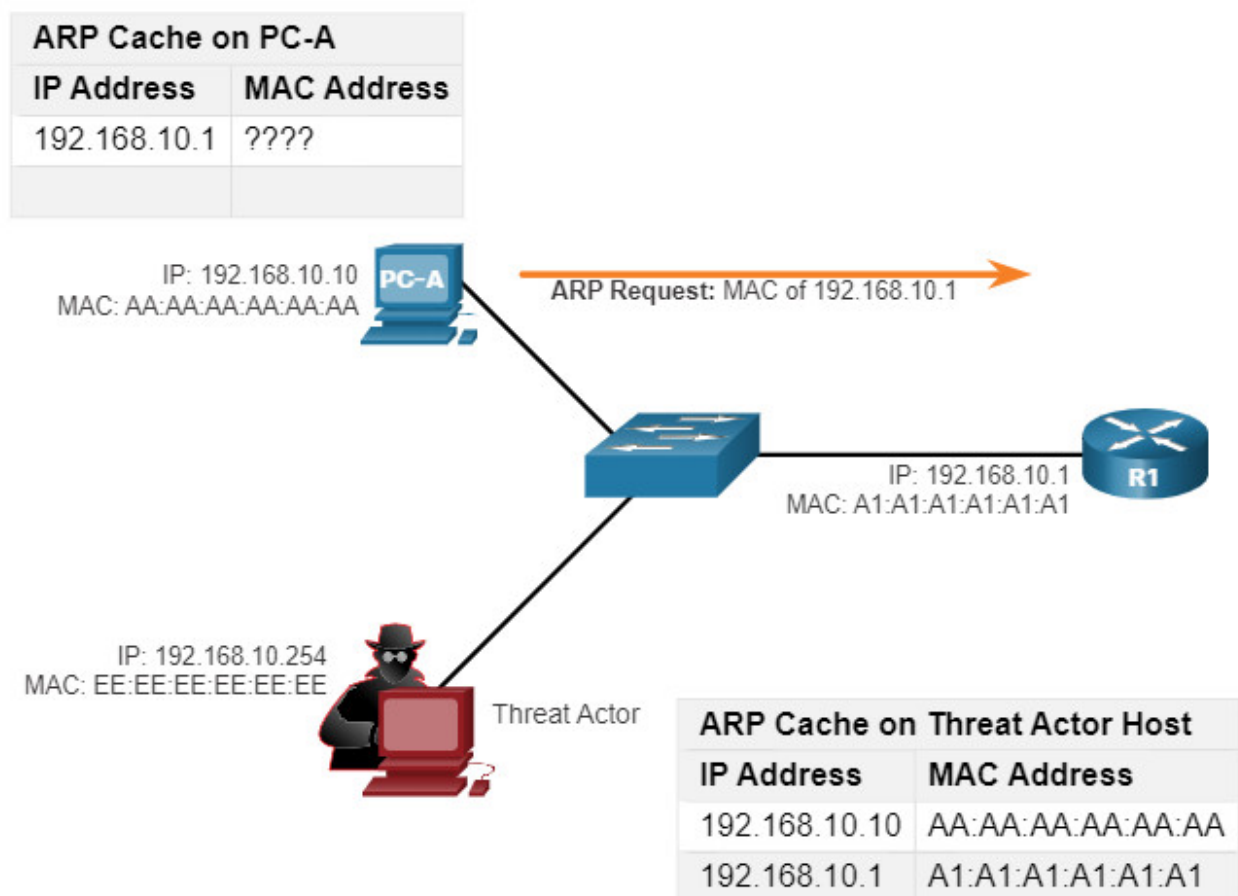 ARP Cache on PC-A
IP Address MAC Address
192.168.10.1 ????
IP: 192.168.10.10
MAC: AA:AA:AA:AA:AA:AA
PC-A
ARP Request: MAC of 192.168.10.1
IP: 192.168.10.1
MAC: A1:A1:A1:A1:A1:A1
R1
IP: 192.168.10.254
MAC: EE:EE:EE:EE:EE:EE
Threat Actor
ARP Cache on Threat Actor Host
IP Address MAC Address
192.168.10.10 AA:AA:AA:AA:AA:AA
192.168.10.1 A1:A1:A1:A1:A1:A1